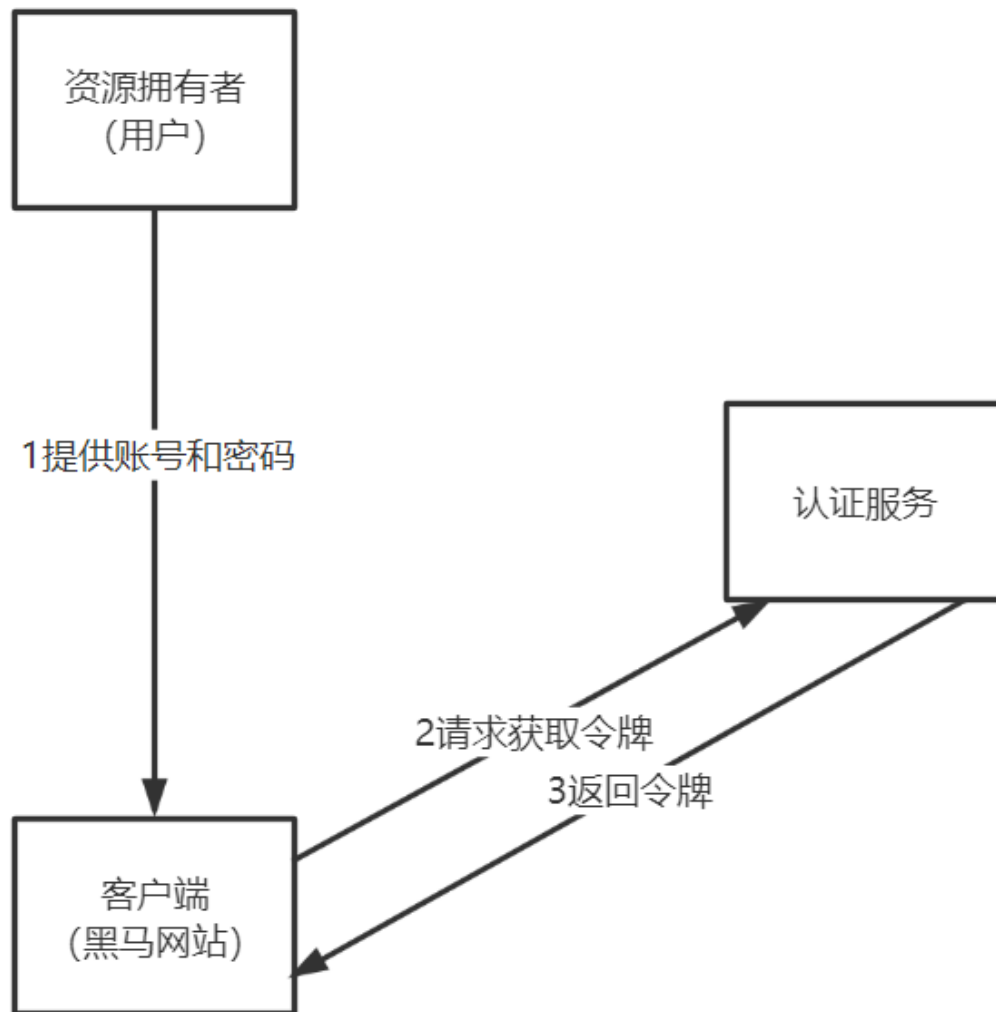 资源拥有者
（用户）
1提供账号和密码
认证服务
2请求获取令牌
3返回令牌
客户端
（黑马网站）